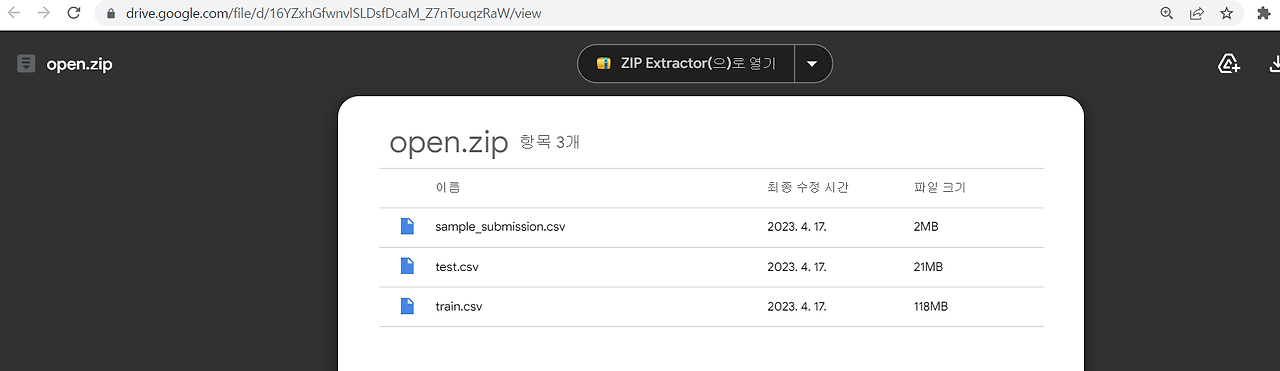 drive.google.com/file/d/16YZxhGfwnvlSLDsfDcaM_Z7nTouqzRaW/view
open.zip
ZIP Extractor(으)로 열기
open.zip 항목 3개
이름 최종 수정 시간 파일 크기
sample_submission.csv 2023. 4. 17. 2MB
test.csv 2023. 4. 17. 21MB
train.csv 2023. 4. 17. 118MB